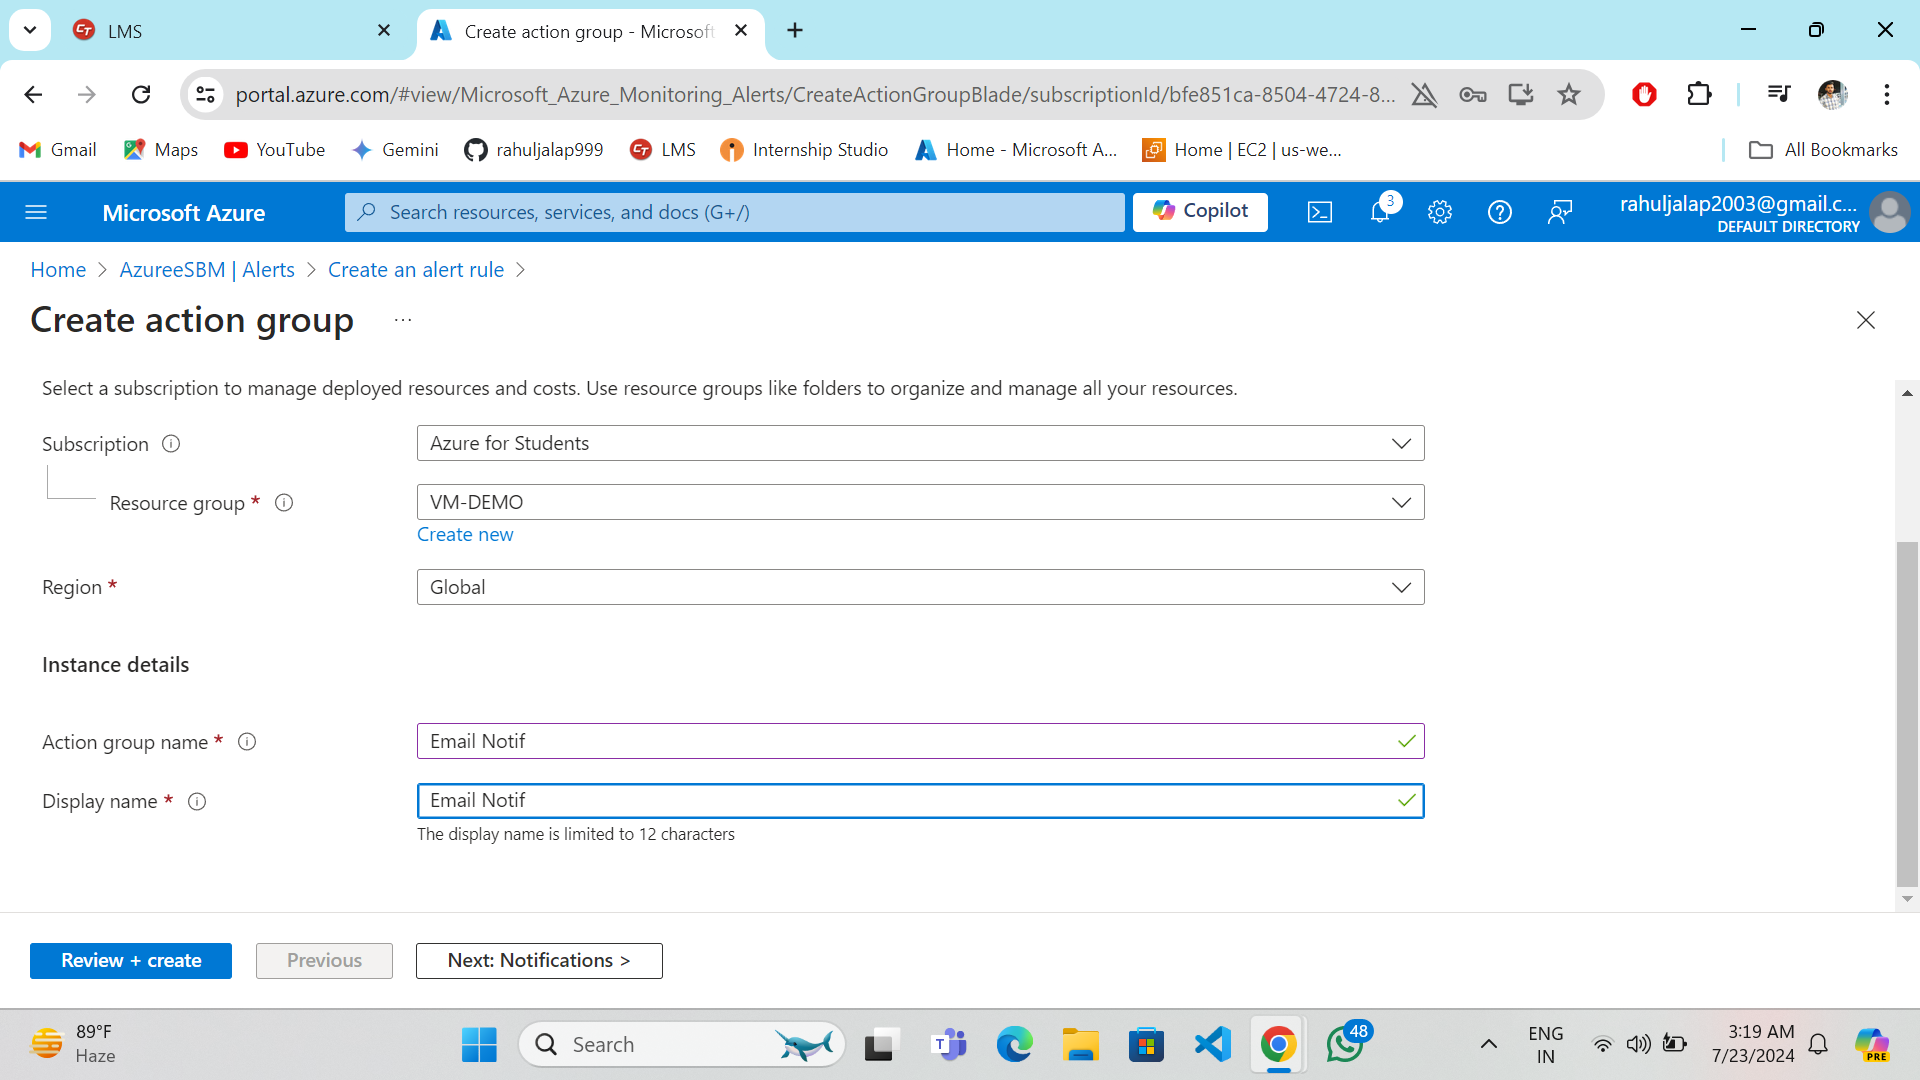 LMS
Create action group - Microsoft
portal.azure.com/#view/Microsoft_Azure_Monitoring_Alerts/CreateActionGroupBlade/subscriptionId/bfe851ca-8504-4724-8...
Gmail
Maps
YouTube
Gemini
rahuljalap999
CT
LMS
Internship Studio
Home - Microsoft A...
Home | EC2 | us-we...
All Bookmarks
Microsoft Azure
Search resources, services, and docs (G+/)
Copilot
3
rahuljalap2003@gmail.c...
DEFAULT DIRECTORY
Home > AzureeSBM | Alerts > Create an alert rule >
Create action group ...
Select a subscription to manage deployed resources and costs. Use resource groups like folders to organize and manage all your resources.
Subscription
Azure for Students
Resource group *
VM-DEMO
Create new
Region *
Global
Instance details
Action group name *
Email Notif
Display name *
Email Notif
The display name is limited to 12 characters
Review + create
Previous
Next: Notifications >
89°F
Haze
Search
48
ENG
IN
3:19 AM
7/23/2024
PRE